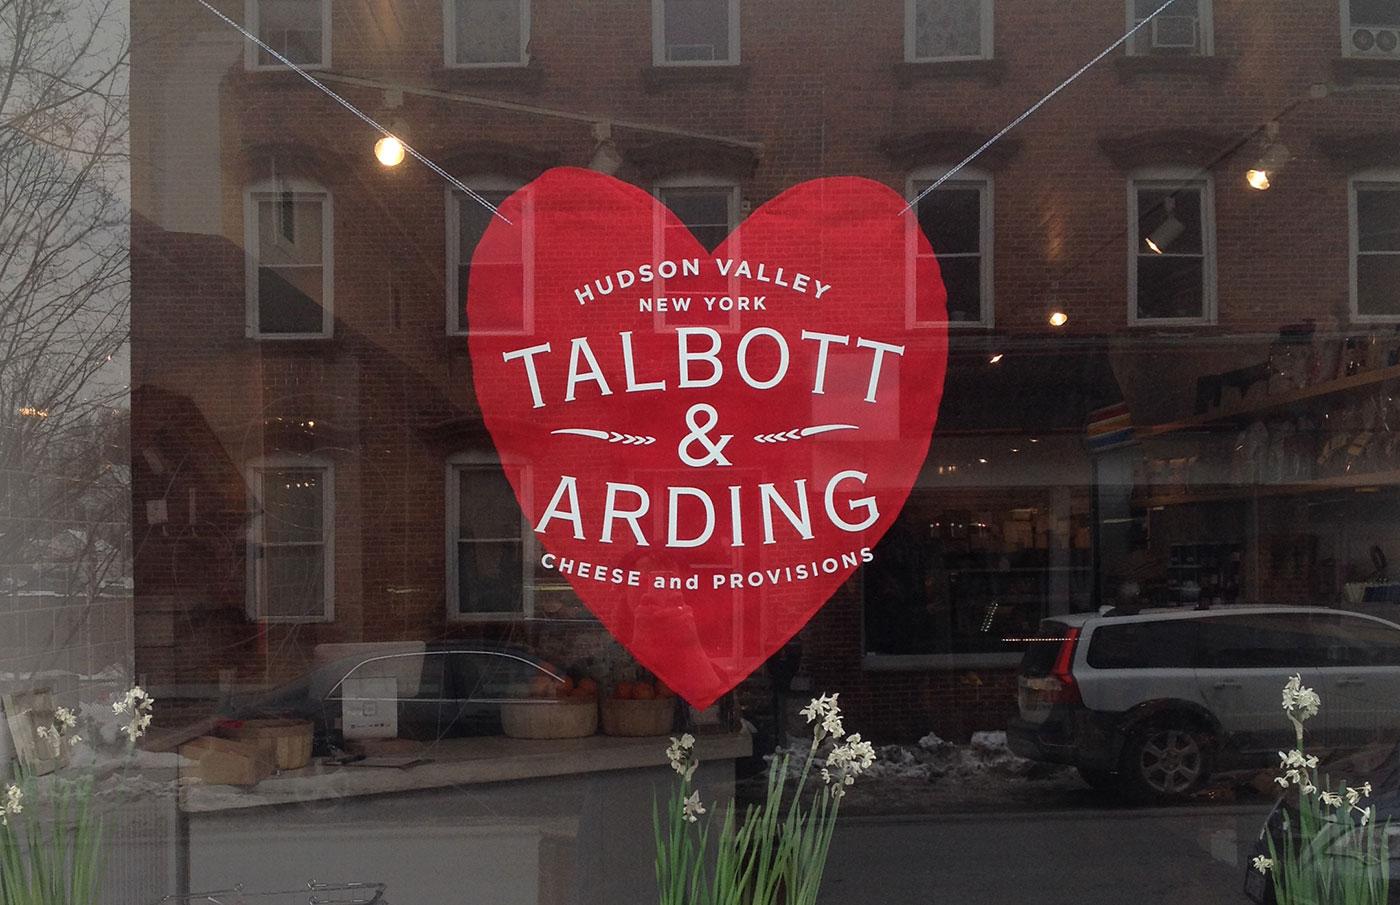 HUDSON VALLEY
NEW YORK
TALBOTT
&
ARDING
CHEESE and PROVISIONS